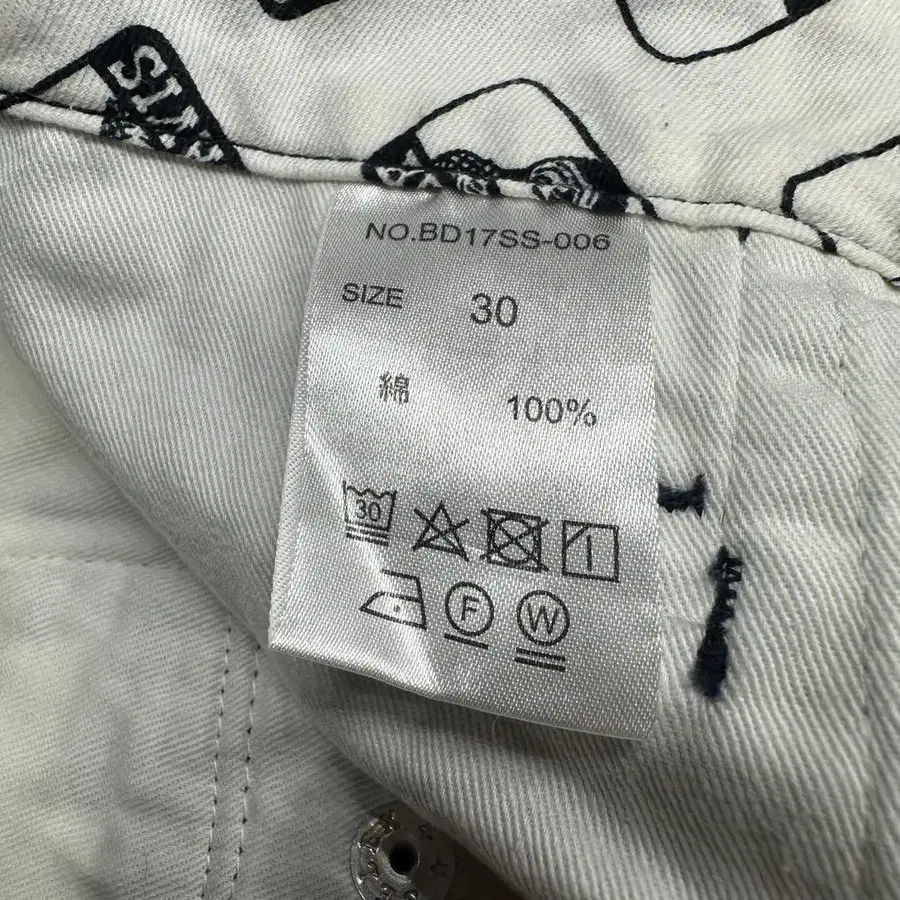 NO.BD17SS-006
SIZE 30
綿 100%
30
F W